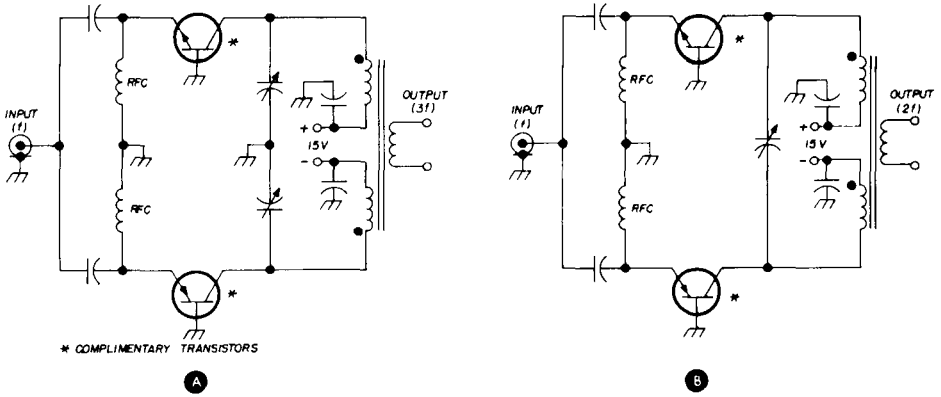 RFC
INPUT
(f)
+
15V
-
OUTPUT
(3f)
RFC
*
*
* COMPLIMENTARY TRANSISTORS
A
RFC
INPUT
(f)
+
15V
-
OUTPUT
(2f)
RFC
*
*
B